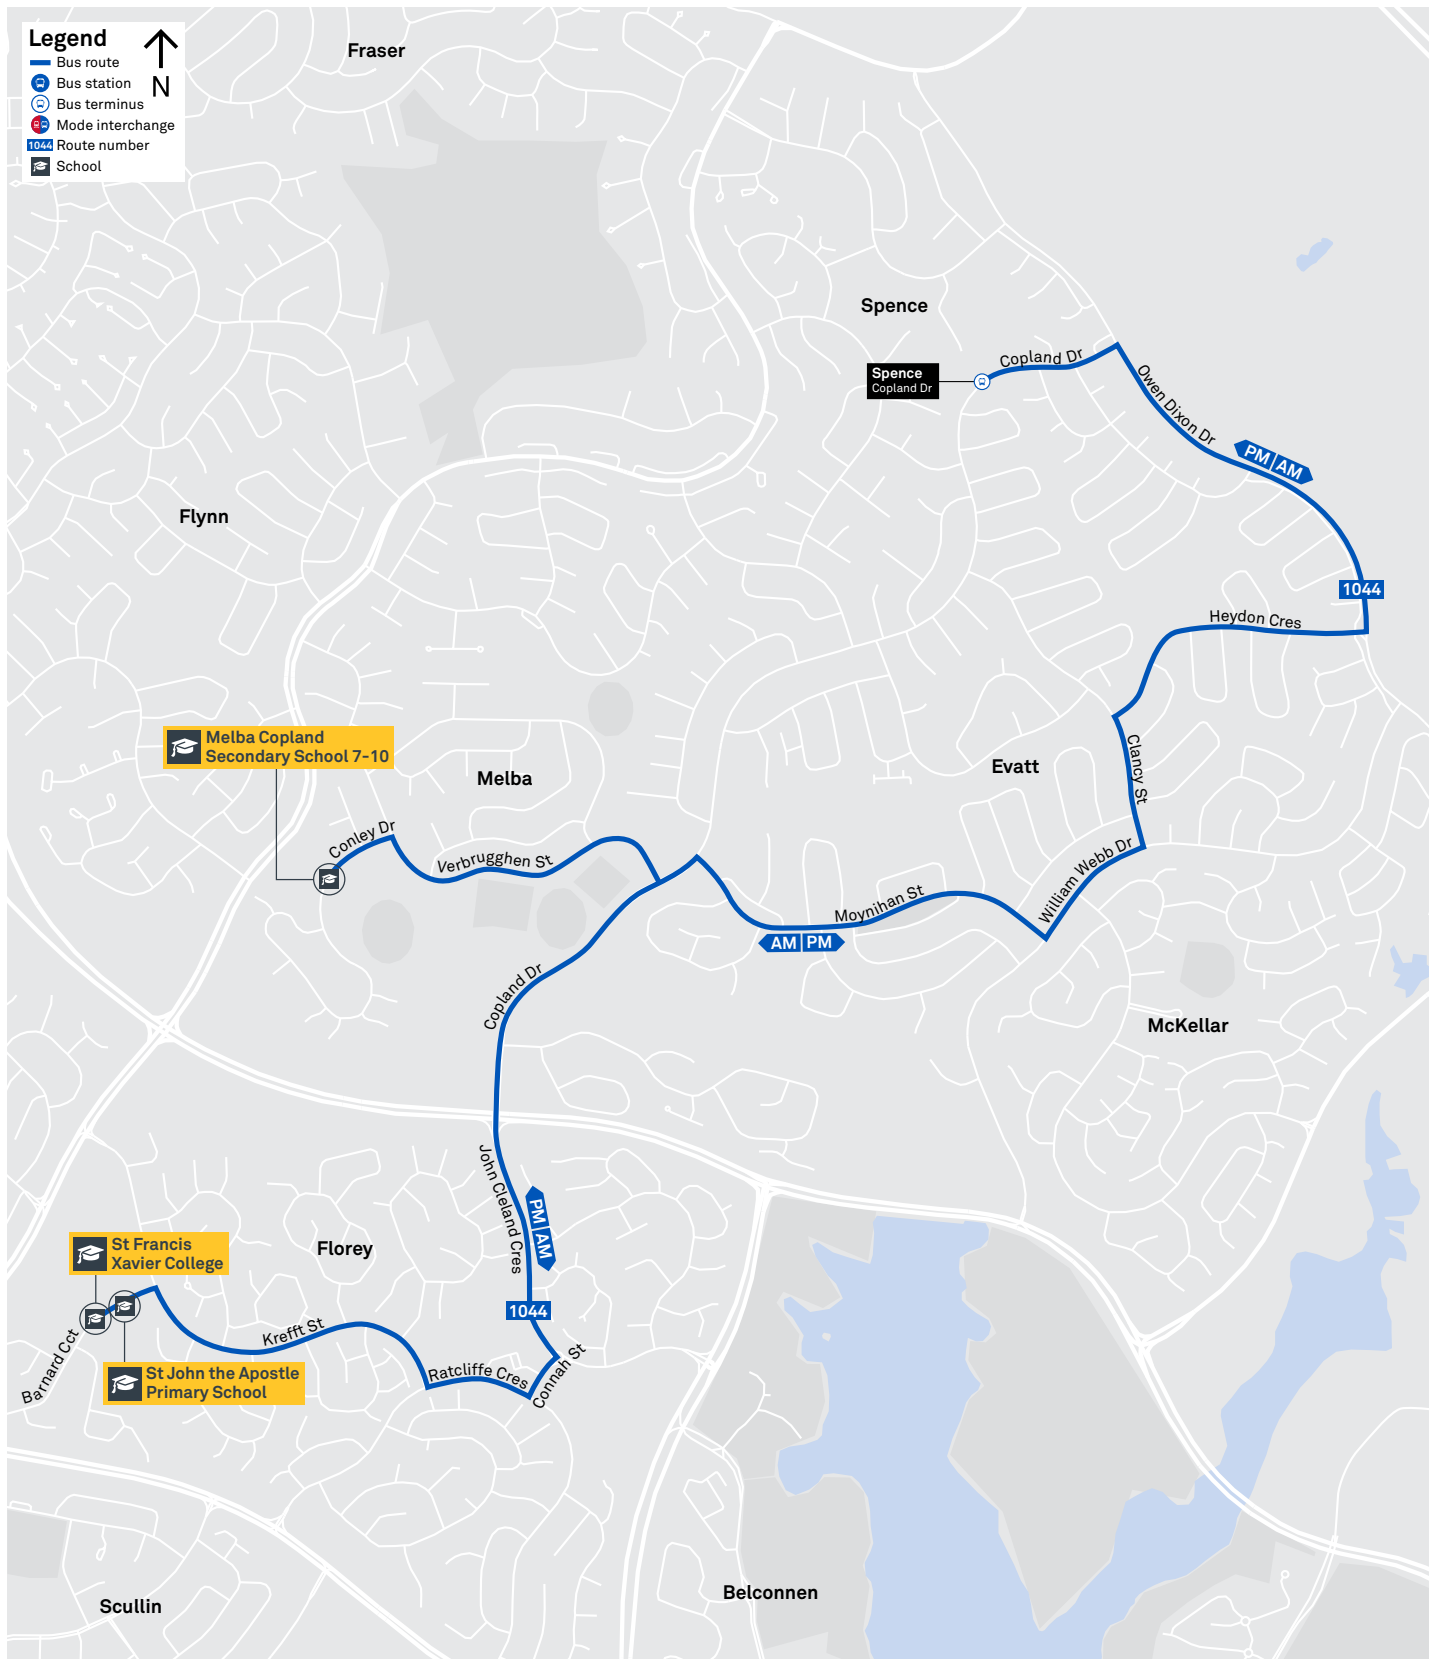 Legend
N
Bus route
Bus station
Bus terminus
Mode interchange
1044 Route number
School
Fraser
Spence
Spence
Copland Dr
Copland Dr
Owen Dixon Dr
PM AM
Flynn
1044
Heydon Cres
Melba Copland
Secondary School 7-10
Melba
Evatt
Clancy St
Conley Dr
Verbrugghen St
William Webb Dr
Moynihan St
AM PM
Copland Dr
McKellar
John Cleland Cres
PM AM
St Francis
Xavier College
Florey
1044
Krefft St
Barnard Cct
St John the Apostle
Primary School
Ratcliffe Cres
Connah St
Belconnen
Scullin